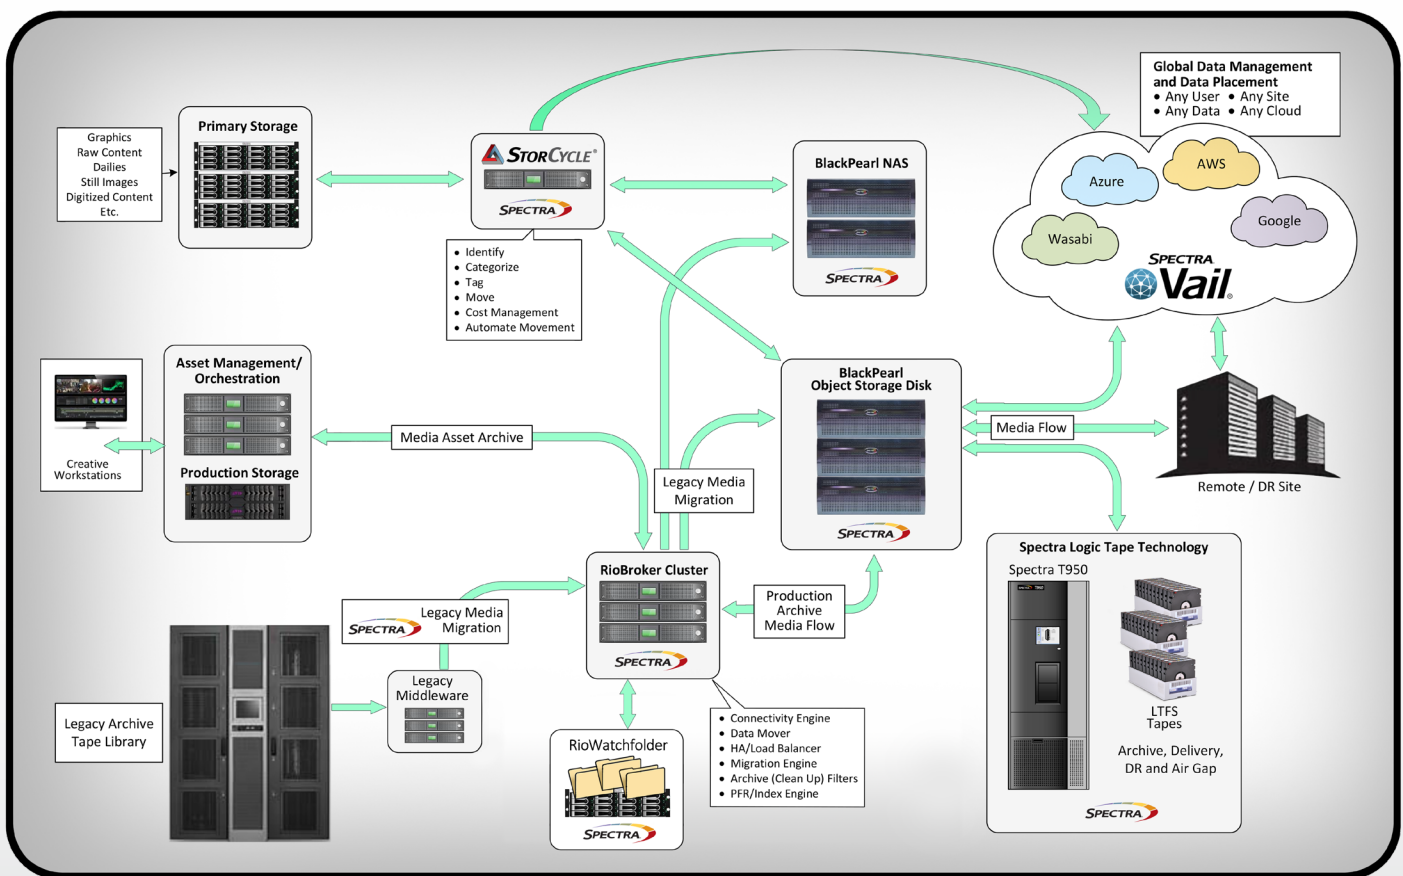 Global Data Management
and Data Placement
• Any User • Any Site
• Any Data • Any Cloud
Graphics
Raw Content
Dailies
Still Images
Digitized Content
Etc.
Primary Storage
STORCYCLE®
SPECTRA
• Identify
• Categorize
• Tag
• Move
• Cost Management
• Automate Movement
BlackPearl NAS
SPECTRA
Azure
AWS
Wasabi
Google
SPECTRA
Vail®
Asset Management/
Orchestration
Production Storage
Creative
Workstations
Media Asset Archive
Legacy Media
Migration
BlackPearl
Object Storage Disk
SPECTRA
Media Flow
Remote / DR Site
RioBroker Cluster
SPECTRA
Production
Archive
Media Flow
Legacy Media
SPECTRA Migration
Legacy
Middleware
Legacy Archive
Tape Library
RioWatchfolder
SPECTRA
• Connectivity Engine
• Data Mover
• HA/Load Balancer
• Migration Engine
• Archive (Clean Up) Filters
• PFR/Index Engine
Spectra Logic Tape Technology
Spectra T950
LTFS
Tapes
Archive, Delivery,
DR and Air Gap
SPECTRA